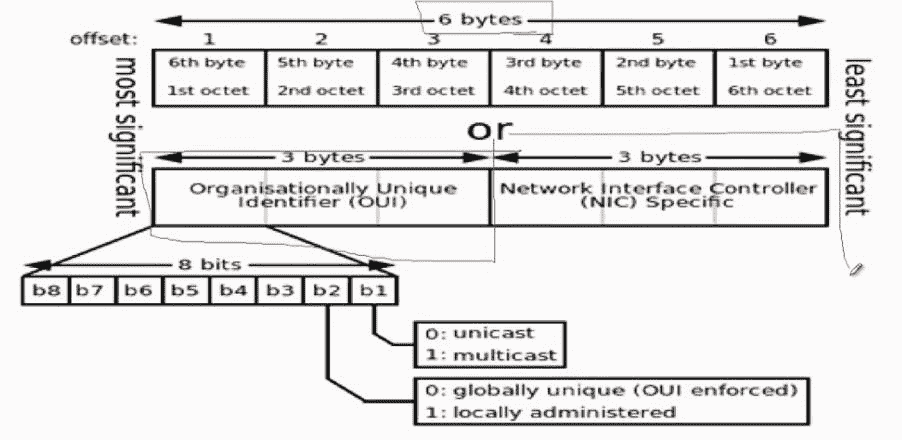 6 bytes
offset: 1 2 3 4 5 6
6th byte 5th byte 4th byte 3rd byte 2nd byte 1st byte
1st octet 2nd octet 3rd octet 4th octet 5th octet 6th octet
most significant
least significant
or
3 bytes 3 bytes
Organisationally Unique
Identifier (OUI)
Network Interface Controller
(NIC) Specific
8 bits
b8 b7 b6 b5 b4 b3 b2 b1
0: unicast
1: multicast
0: globally unique (OUI enforced)
1: locally administered